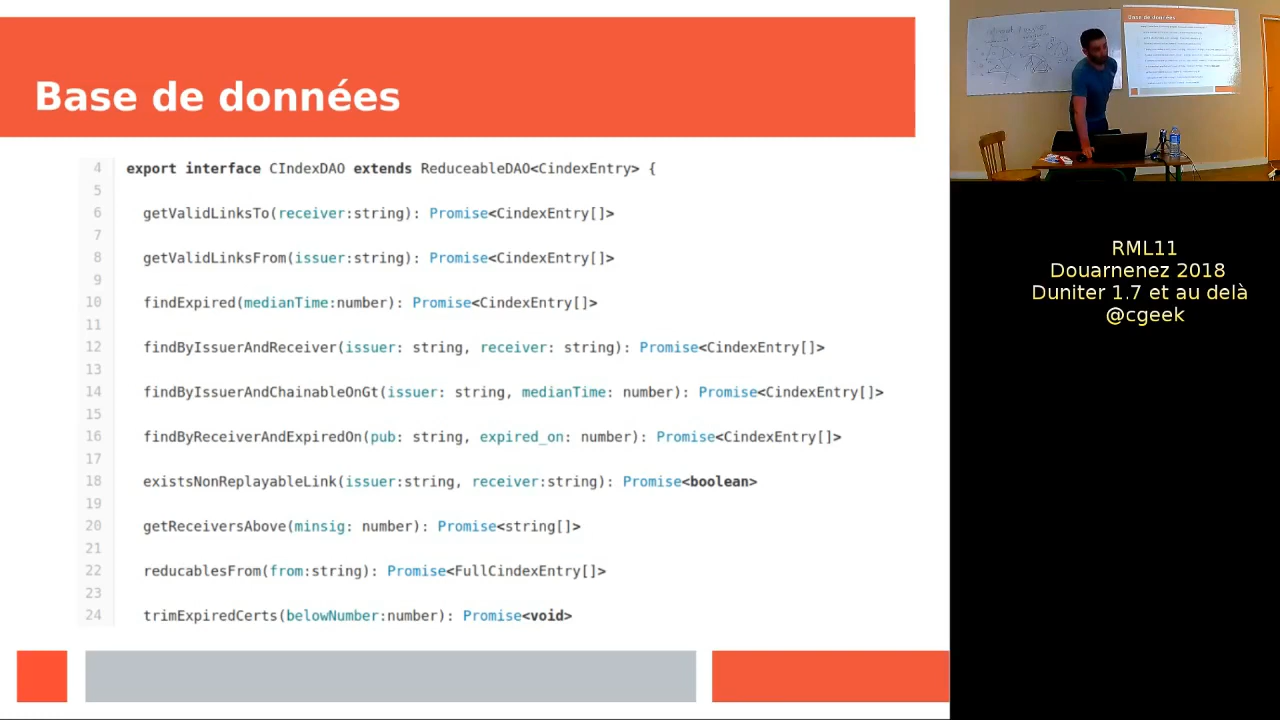 Base de données
4 export interface CIndexDAO extends ReduceableDAO<CindexEntry> {
5
6 getValidLinksTo(receiver:string): Promise<CindexEntry[]>
7
8 getValidLinksFrom(issuer:string): Promise<CindexEntry[]>
9
10 findExpired(medianTime:number): Promise<CindexEntry[]>
11
12 findByIssuerAndReceiver(issuer: string, receiver: string): Promise<CindexEntry[]>
13
14 findByIssuerAndChainableOnGt(issuer: string, medianTime: number): Promise<CindexEntry[]>
15
16 findByReceiverAndExpiredOn(pub: string, expired_on: number): Promise<CindexEntry[]>
17
18 existsNonReplayableLink(issuer:string, receiver:string): Promise<boolean>
19
20 getReceiversAbove(minsig: number): Promise<string[]>
21
22 reducablesFrom(from:string): Promise<FullCindexEntry[]>
23
24 trimExpiredCerts(belowNumber:number): Promise<void>
Base de données
RML11
Douarnenez 2018
Duniter 1.7 et au delà
@cgeek